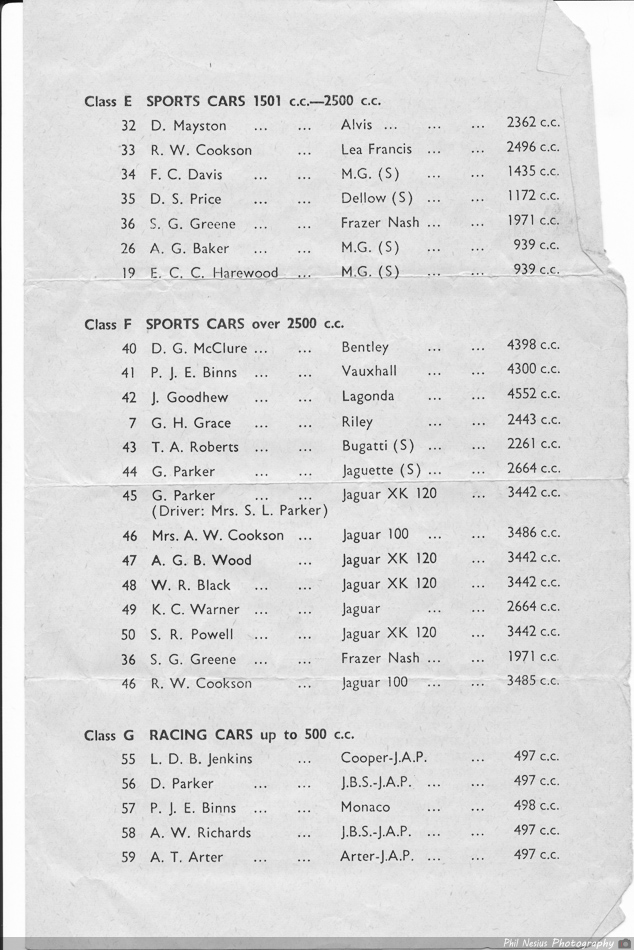 Class E SPORTS CARS 1501 c.c.—2500 c.c.
32 D. Mayston ... ... Alvis ... ... ... 2362 c.c.
33 R. W. Cookson ... Lea Francis ... ... 2496 c.c.
34 F. C. Davis ... ... M.G. (S) ... ... 1435 c.c.
35 D. S. Price ... ... Dellow (S) ... ... 1172 c.c.
36 S. G. Greene ... ... Frazer Nash ... ... 1971 c.c.
26 A. G. Baker ... ... M.G. (S) ... ... 939 c.c.
19 E. C. C. Harewood ... M.G. (S) ... ... 939 c.c.
Class F SPORTS CARS over 2500 c.c.
40 D. G. McClure ... ... Bentley ... ... 4398 c.c.
41 P. J. E. Binns ... ... Vauxhall ... ... 4300 c.c.
42 J. Goodhew ... ... Lagonda ... ... 4552 c.c.
7 G. H. Grace ... ... Riley ... ... 2443 c.c.
43 T. A. Roberts ... ... Bugatti (S) ... ... 2261 c.c.
44 G. Parker ... ... Jaguette (S) ... ... 2664 c.c.
45 G. Parker ... ... Jaguar XK 120 ... 3442 c.c.
(Driver: Mrs. S. L. Parker)
46 Mrs. A. W. Cookson ... Jaguar 100 ... ... 3486 c.c.
47 A. G. B. Wood ... Jaguar XK 120 ... 3442 c.c.
48 W. R. Black ... ... Jaguar XK 120 ... 3442 c.c.
49 K. C. Warner ... ... Jaguar ... ... 2664 c.c.
50 S. R. Powell ... ... Jaguar XK 120 ... 3442 c.c.
36 S. G. Greene ... ... Frazer Nash ... ... 1971 c.c.
46 R. W. Cookson ... Jaguar 100 ... ... 3485 c.c.
Class G RACING CARS up to 500 c.c.
55 L. D. B. Jenkins ... Cooper-J.A.P. ... 497 c.c.
56 D. Parker ... ... J.B.S.-J.A.P. ... ... 497 c.c.
57 P. J. E. Binns ... ... Monaco ... ... 498 c.c.
58 A. W. Richards ... J.B.S.-J.A.P. ... ... 497 c.c.
59 A. T. Arter ... ... Arter-J.A.P. ... ... 497 c.c.
Phil Nesius Photography